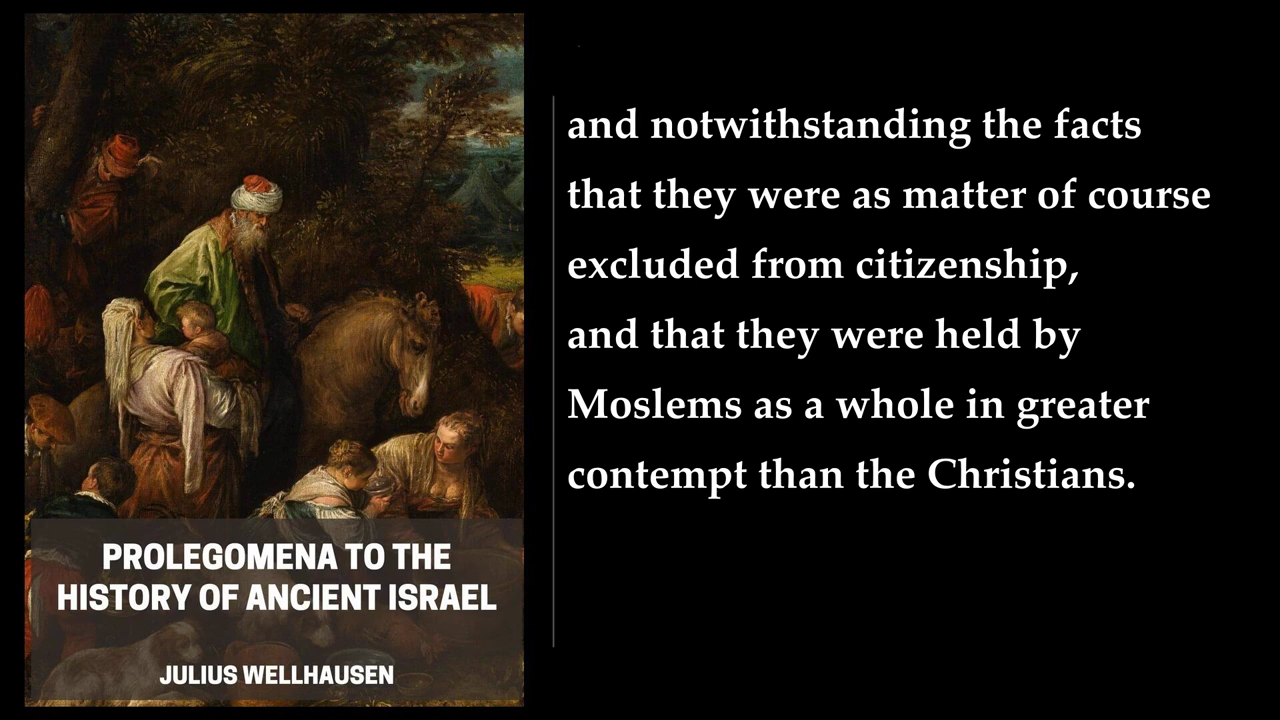 and notwithstanding the facts
that they were as matter of course
excluded from citizenship,
and that they were held by
Moslems as a whole in greater
contempt than the Christians.
PROLEGOMENA TO THE
HISTORY OF ANCIENT ISRAEL
JULIUS WELLHAUSEN